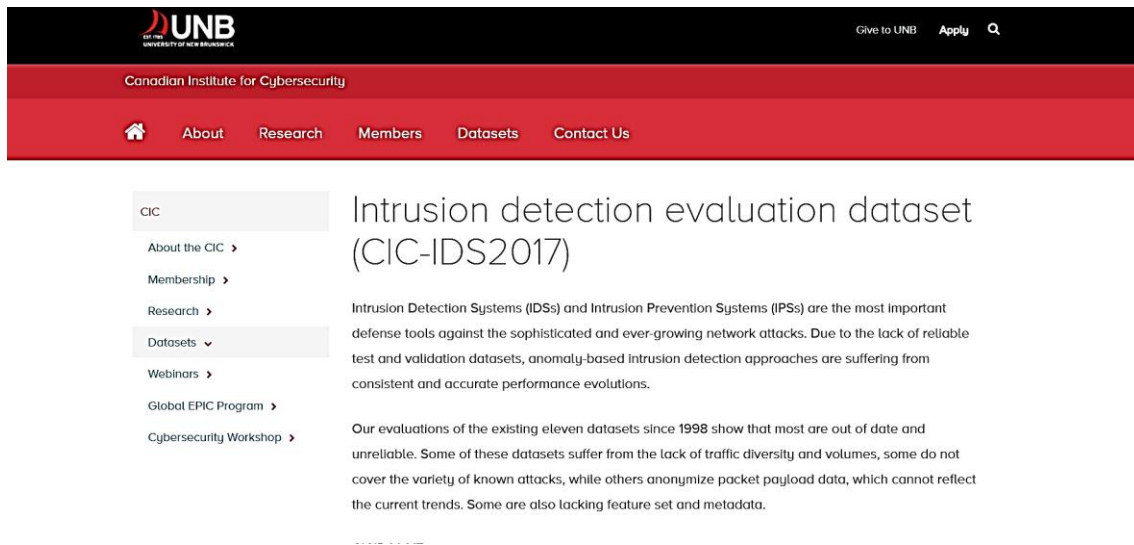 UNB
EST. 1785
UNIVERSITY OF NEW BRUNSWICK
Give to UNB Apply
Canadian Institute for Cybersecurity
About Research Members Datasets Contact Us
CIC
About the CIC
Membership
Research
Datasets
Webinars
Global EPIC Program
Cybersecurity Workshop
Intrusion detection evaluation dataset
(CIC-IDS2017)
Intrusion Detection Systems (IDSs) and Intrusion Prevention Systems (IPSs) are the most important
defense tools against the sophisticated and ever-growing network attacks. Due to the lack of reliable
test and validation datasets, anomaly-based intrusion detection approaches are suffering from
consistent and accurate performance evolutions.
Our evaluations of the existing eleven datasets since 1998 show that most are out of date and
unreliable. Some of these datasets suffer from the lack of traffic diversity and volumes, some do not
cover the variety of known attacks, while others anonymize packet payload data, which cannot reflect
the current trends. Some are also lacking feature set and metadata.